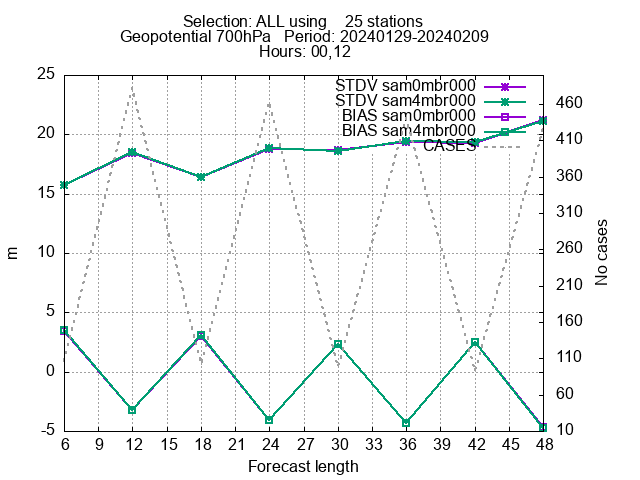 Selection: ALL using    25 stations
Geopotential 700hPa   Period: 20240129-20240209
Hours: 00,12
STDV sam0mbr000
STDV sam4mbr000
BIAS sam0mbr000
BIAS sam4mbr000
CASES
25
20
15
10
5
0
-5
m
460
410
360
310
260
210
160
110
60
10
No cases
6 9 12 15 18 21 24 27 30 33 36 39 42 45 48
Forecast length